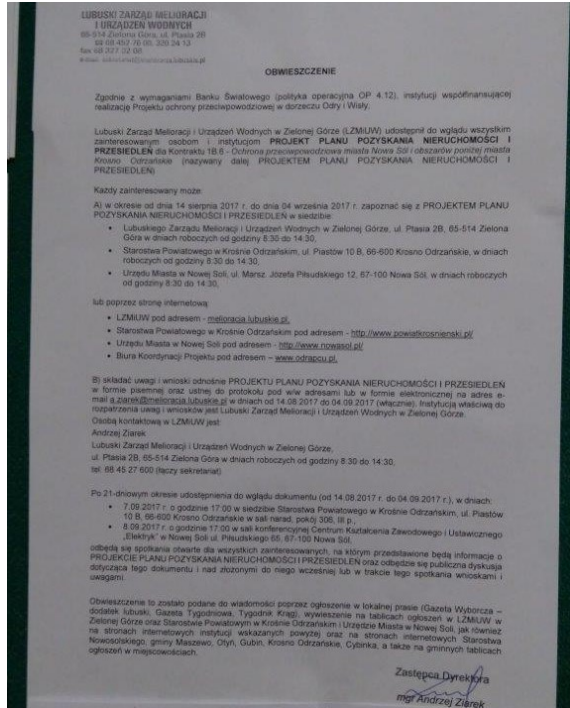 LUBUSKI ZARZĄD MELIORACJI
I URZĄDZEŃ WODNYCH
65-514 Zielona Góra, ul. Ptasia 2B
fax 68 327 02 08
OBWIESZCZENIE
Zgodnie z wymaganiami Banku Światowego (polityka operacyjna OP 4.12), instytucji współfinansującej
realizację Projektu ochrony przeciwpowodziowej w dorzeczu Odry i Wisły.
Lubuski Zarząd Melioracji i Urządzeń Wodnych w Zielonej Górze (LZMiUW) udostępnił do wglądu wszystkim
zainteresowanym osobom i instytucjom PROJEKT PLANU POZYSKANIA NIERUCHOMOŚCI I
PRZESIEDLEŃ dla Kontraktu 1B.6 - Ochrona przeciwpowodziowa miasta Nowa Sól i obszarów poniżej miasta
Krosno Odrzańskie (nazywany dalej PROJEKTEM PLANU POZYSKANIA NIERUCHOMOŚCI I
PRZESIEDLEŃ)
Każdy zainteresowany może:
A) w okresie od dnia 14 sierpnia 2017 r. do dnia 04 września 2017 r. zapoznać się z PROJEKTEM PLANU
POZYSKANIA NIERUCHOMOŚCI I PRZESIEDLEŃ w siedzibie:
• Lubuskiego Zarządu Melioracji i Urządzeń Wodnych w Zielonej Górze, ul. Ptasia 2B, 65-514 Zielona
Góra w dniach roboczych od godziny 8:30 do 14:30,
• Starostwa Powiatowego w Krośnie Odrzańskim, ul. Piastów 10 B, 66-600 Krosno Odrzańskie, w dniach
roboczych od godziny 8:30 do 14:30,
• Urzędu Miasta w Nowej Soli, ul. Marsz. Józefa Piłsudskiego 12, 67-100 Nowa Sól, w dniach roboczych
od godziny 8:30 do 14:30,
lub poprzez stronę internetową:
• LZMiUW pod adresem - melioracja.lubuskie.pl,
• Starostwa Powiatowego w Krośnie Odrzańskim pod adresem - http://www.powiatkrosnienski.pl/
• Urzędu Miasta w Nowej Soli pod adresem - http://www.nowasol.pl/
• Biura Koordynacji Projektu pod adresem – www.odrapcu.pl,
B) składać uwagi i wnioski odnośnie PROJEKTU PLANU POZYSKANIA NIERUCHOMOŚCI I PRZESIEDLEŃ
w formie pisemnej oraz ustnej do protokołu pod w/w adresami lub w formie elektronicznej na adres e-
mail a.ziarek@melioracja.lubuskie.pl w dniach od 14.08.2017 do 04.09.2017 (włącznie). Instytucją właściwą do
rozpatrzenia uwag i wniosków jest Lubuski Zarząd Melioracji i Urządzeń Wodnych w Zielonej Górze.
Osobą kontaktową w LZMiUW jest:
Andrzej Ziarek
Lubuski Zarząd Melioracji i Urządzeń Wodnych w Zielonej Górze,
ul. Ptasia 2B, 65-514 Zielona Góra w dniach roboczych od godziny 8:30 do 14:30,
tel. 68 45 27 600 (łączy sekretariat)
Po 21-dniowym okresie udostępnienia do wglądu dokumentu (od 14.08.2017 r. do 04.09.2017 r.), w dniach:
• 7.09.2017 r. o godzinie 17:00 w siedzibie Starostwa Powiatowego w Krośnie Odrzańskim, ul. Piastów
10 B, 66-600 Krosno Odrzańskie w sali narad, pokój 306, III p.,
• 8.09.2017 r. o godzinie 17:00 w sali konferencyjnej Centrum Kształcenia Zawodowego i Ustawicznego
„Elektryk” w Nowej Soli ul. Piłsudskiego 65, 67-100 Nowa Sól,
odbędą się spotkania otwarte dla wszystkich zainteresowanych, na którym przedstawione będą informacje o
PROJEKCIE PLANU POZYSKANIA NIERUCHOMOŚCI I PRZESIEDLEŃ oraz odbędzie się publiczna dyskusja
dotycząca tego dokumentu i nad złożonymi do niego wcześniej lub w trakcie tego spotkania wnioskami i
uwagami.
Obwieszczenie to zostało podane do wiadomości poprzez ogłoszenie w lokalnej prasie (Gazeta Wyborcza –
dodatek lubuski, Gazeta Tygodniowa, Tygodnik Krąg), wywieszenie na tablicach ogłoszeń w LZMiUW w
Zielonej Górze oraz Starostwie Powiatowym w Krośnie Odrzańskim i Urzędzie Miasta w Nowej Soli, jak również
na stronach internetowych instytucji wskazanych powyżej oraz na stronach internetowych Starostwa
Nowosolskiego, gminy Maszewo, Otyń, Gubin, Krosno Odrzańskie, Cybinka, a także na gminnych tablicach
ogłoszeń w miejscowościach.
Zastępca Dyrektora
mgr Andrzej Ziarek